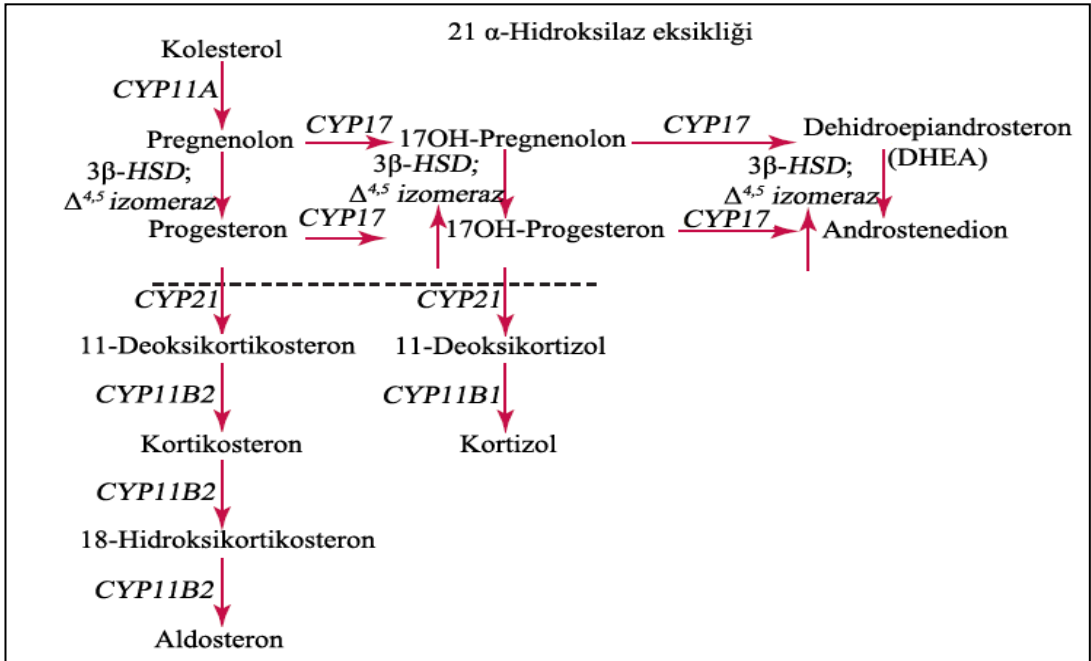 21 α-Hidroksilaz eksikliği
Kolesterol
CYP11A
Pregnenolon
CYP17
17OH-Pregnenolon
CYP17
Dehidroepiandrosteron
(DHEA)
3β-HSD;
Δ4,5 izomeraz
3β-HSD;
Δ4,5 izomeraz
3β-HSD;
Δ4,5 izomeraz
Progesteron
CYP17
17OH-Progesteron
CYP17
Androstenedion
CYP21
CYP21
11-Deoksikortikosteron
11-Deoksikortizol
CYP11B2
CYP11B1
Kortikosteron
Kortizol
CYP11B2
18-Hidroksikortikosteron
CYP11B2
Aldosteron